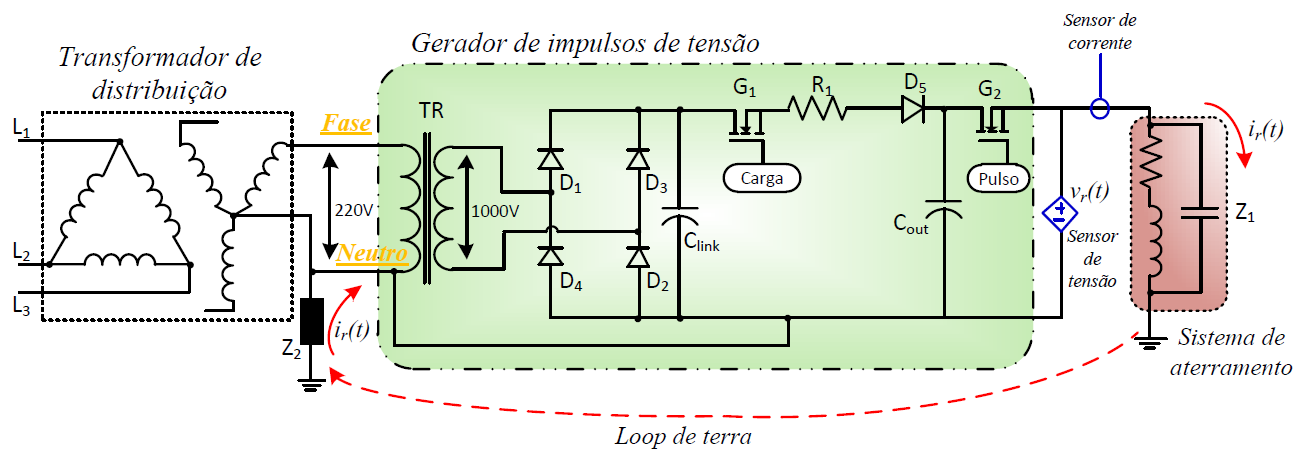 Transformador de
distribuição
Gerador de impulsos de tensão
Sensor de
corrente
L1
L2
L3
Fase
220V
Neutro
TR
1000V
D1
D3
D4
D2
Clink
G1
Carga
R1
D5
G2
Pulso
Cout
vr(t)
Sensor
de
tensão
ir(t)
Z1
Z2
ir(t)
Sistema de
aterramento
Loop de terra